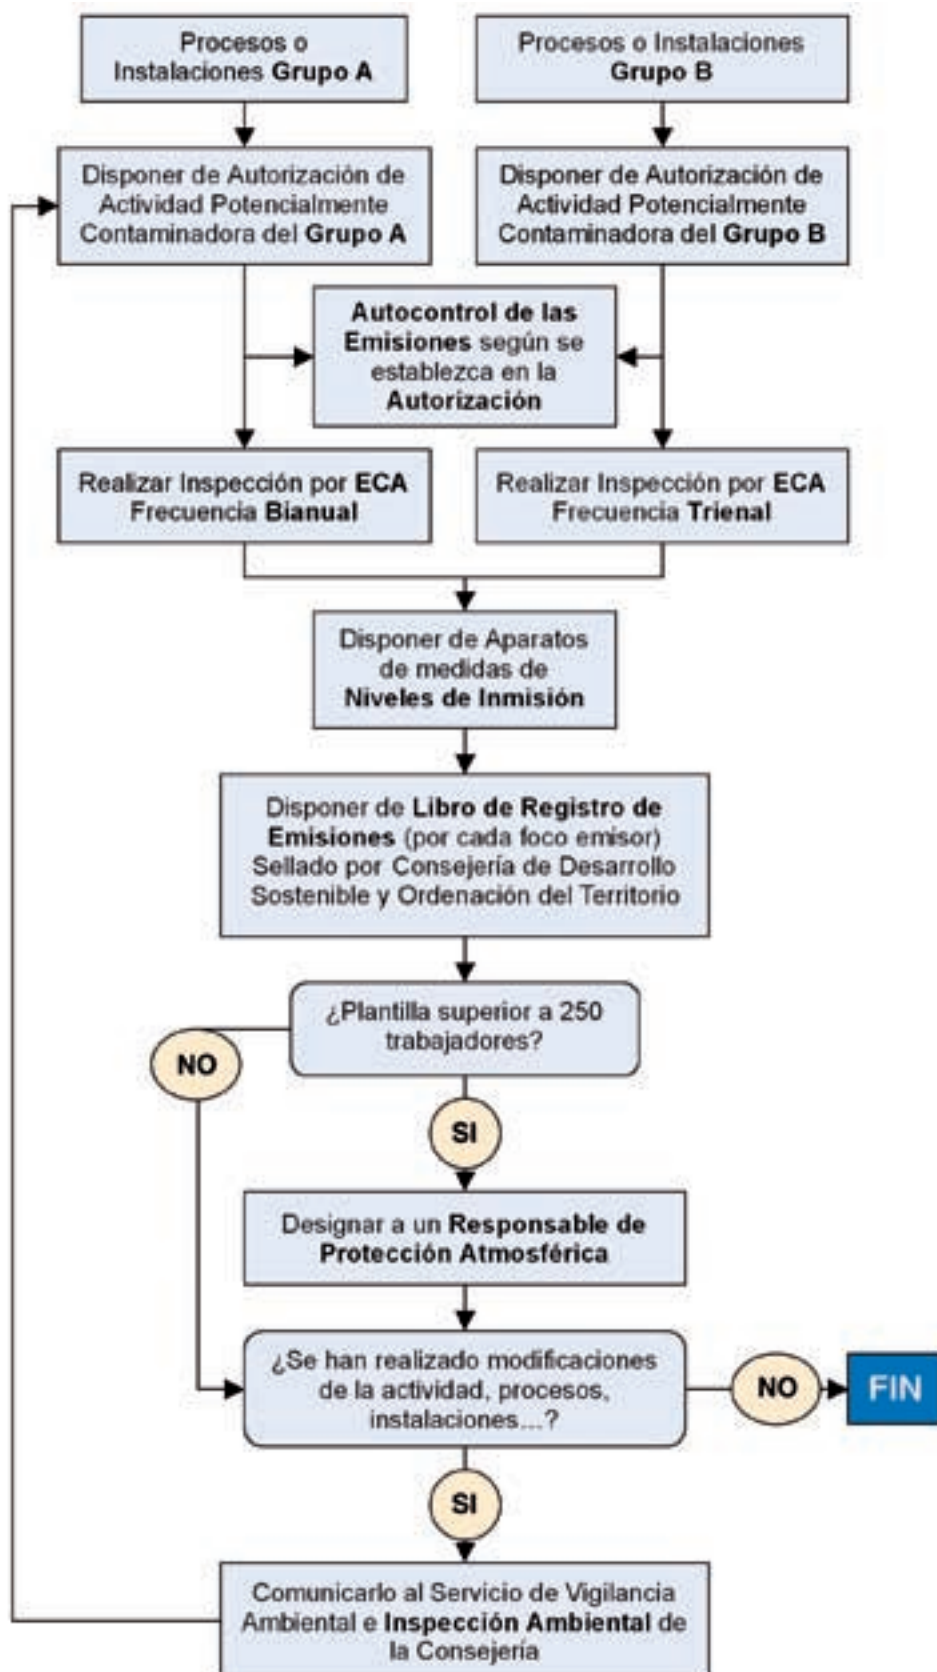 Procesos o
Instalaciones Grupo A
Procesos o Instalaciones
Grupo B
Disponer de Autorización de
Actividad Potencialmente
Contaminadora del Grupo A
Disponer de Autorización de
Actividad Potencialmente
Contaminadora del Grupo B
Autocontrol de las
Emisiones según se
establezca en la
Autorización
Realizar Inspección por ECA
Frecuencia Bianual
Realizar Inspección por ECA
Frecuencia Trienal
Disponer de Aparatos
de medidas de
Niveles de Inmisión
Disponer de Libro de Registro de
Emisiones (por cada foco emisor)
Sellado por Consejería de Desarrollo
Sostenible y Ordenación del Territorio
¿Plantilla superior a 250
trabajadores?
NO
SI
Designar a un Responsable de
Protección Atmosférica
¿Se han realizado modificaciones
de la actividad, procesos,
instalaciones...?
NO
FIN
SI
Comunicarlo al Servicio de Vigilancia
Ambiental e Inspección Ambiental de
la Consejería